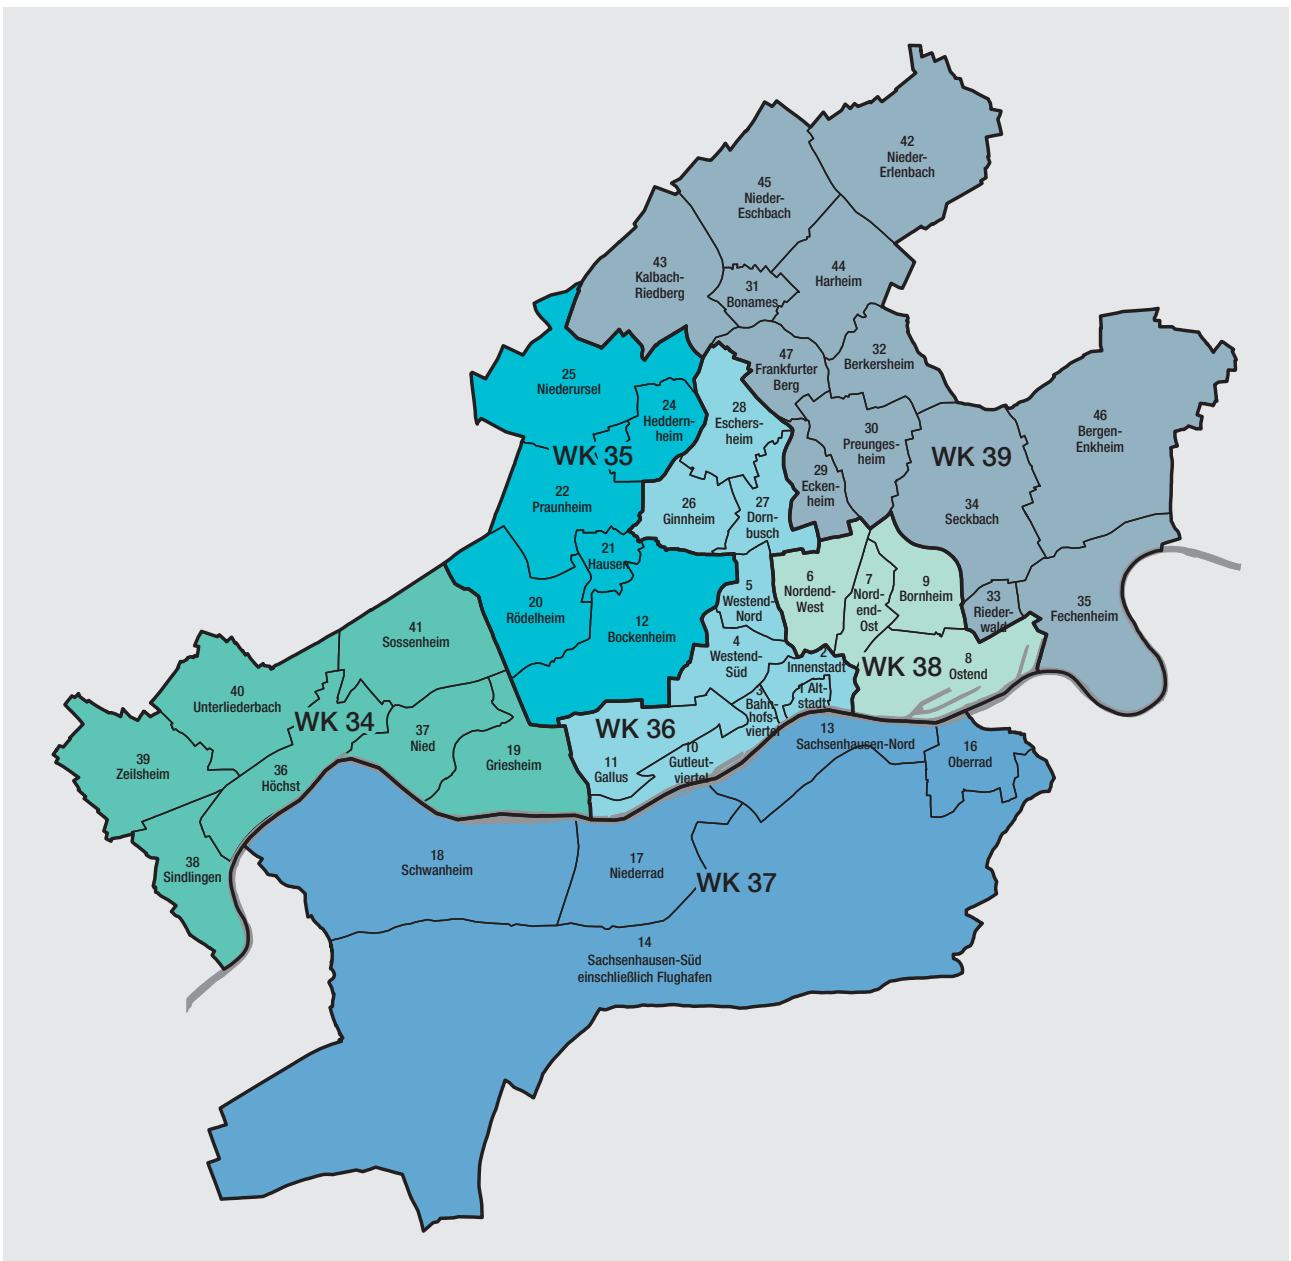 42
Nieder-
Erlenbach
45
Nieder-
Eschbach
43
Kalbach-
Riedberg
44
Harheim
31
Bonames
47
Frankfurter
Berg
32
Berkersheim
25
Niederursel
24
Heddern-
heim
28
Eschers-
heim
30
Preunges-
heim
46
Bergen-
Enkheim
WK 35
WK 39
29
Ecken-
heim
22
Praunheim
26
Ginnheim
27
Dorn-
busch
34
Seckbach
21
Hausen
20
Rödelheim
12
Bockenheim
5
Westend-
Nord
6
Nordend-
West
7
Nord-
end-
Ost
9
Bornheim
33
Rieder-
wald
35
Fechenheim
41
Sossenheim
4
Westend-
Süd
2
Innenstadt
WK 38
8
Ostend
40
Unterliederbach
WK 34
1 Alt-
stadt
3
Bahn-
hofs-
viertel
WK 36
37
Nied
19
Griesheim
11
Gallus
10
Gutleut-
viertel
13
Sachsenhausen-Nord
16
Oberrad
39
Zeilsheim
36
Höchst
38
Sindlingen
18
Schwanheim
17
Niederrad
WK 37
14
Sachsenhausen-Süd
einschließlich Flughafen